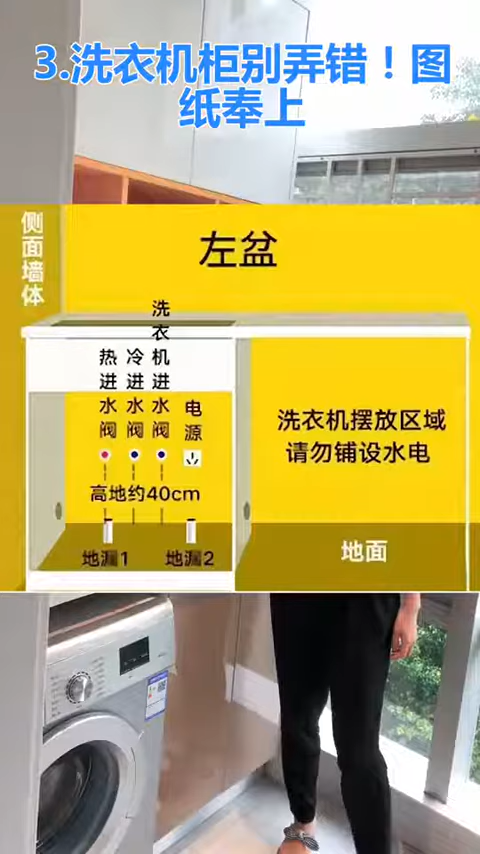 3.洗衣机柜别弄错！图
纸奉上
侧面墙体
左盆
热进水阀
冷进水阀
洗衣机进水阀
电源
洗衣机摆放区域
请勿铺设水电
高地约40cm
地漏1
地漏2
地面